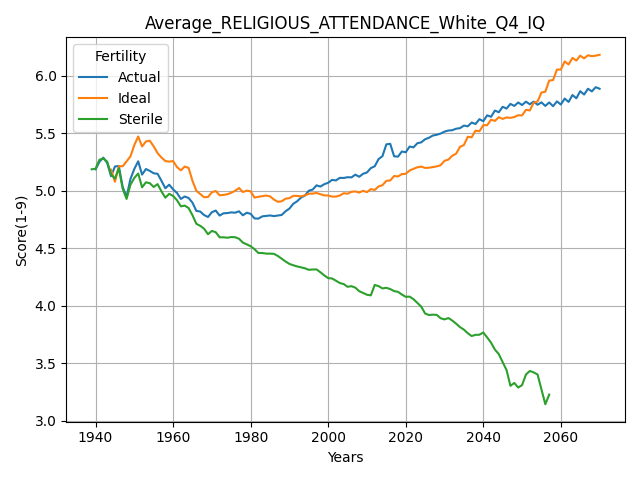 Average_RELIGIOUS_ATTENDANCE_White_Q4_IQ
Fertility
Actual
Ideal
Sterile
Score(1-9)
6.0
5.5
5.0
4.5
4.0
3.5
3.0
1940 1960 1980 2000 2020 2040 2060
Years